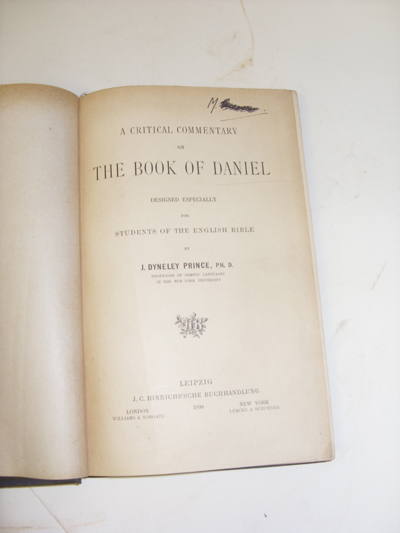 M
A CRITICAL COMMENTARY
ON
THE BOOK OF DANIEL
DESIGNED ESPECIALLY
FOR
STUDENTS OF THE ENGLISH BIBLE
BY
J. DYNELEY PRINCE, PH. D.
PROFESSOR OF SEMITIC LANGUAGES
IN THE NEW YORK UNIVERSITY
LEIPZIG
J. C. HINRICHS'SCHE BUCHHANDLUNG
LONDON 1899 NEW YORK
WILLIAMS & NORGATE LEMCKE & BUECHNER